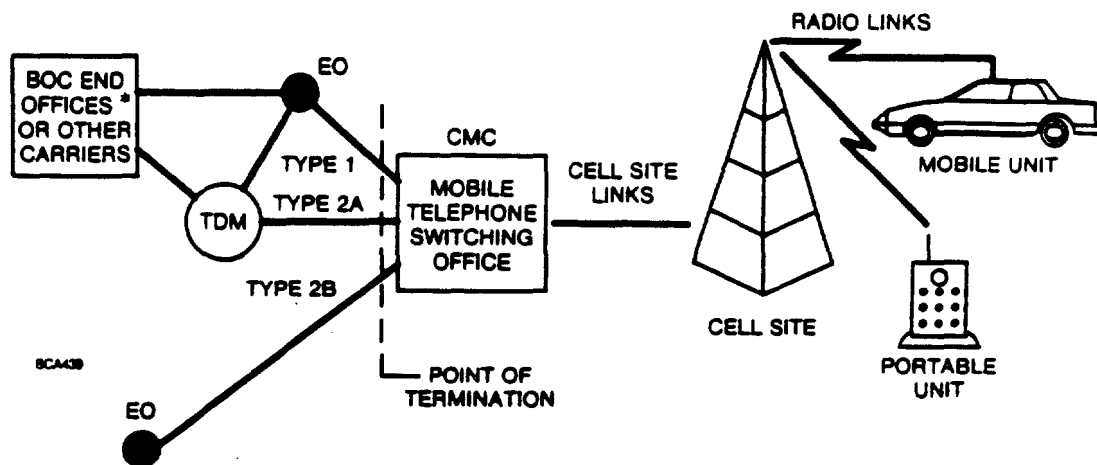 RADIO LINKS
EO
BOC END
OFFICES *
OR OTHER
CARRIERS
CMC
TYPE 1
MOBILE
TELEPHONE
SWITCHING
OFFICE
CELL SITE
LINKS
MOBILE UNIT
TDM
TYPE 2A
TYPE 2B
CELL SITE
PORTABLE
UNIT
BCA439
POINT OF
TERMINATION
EO